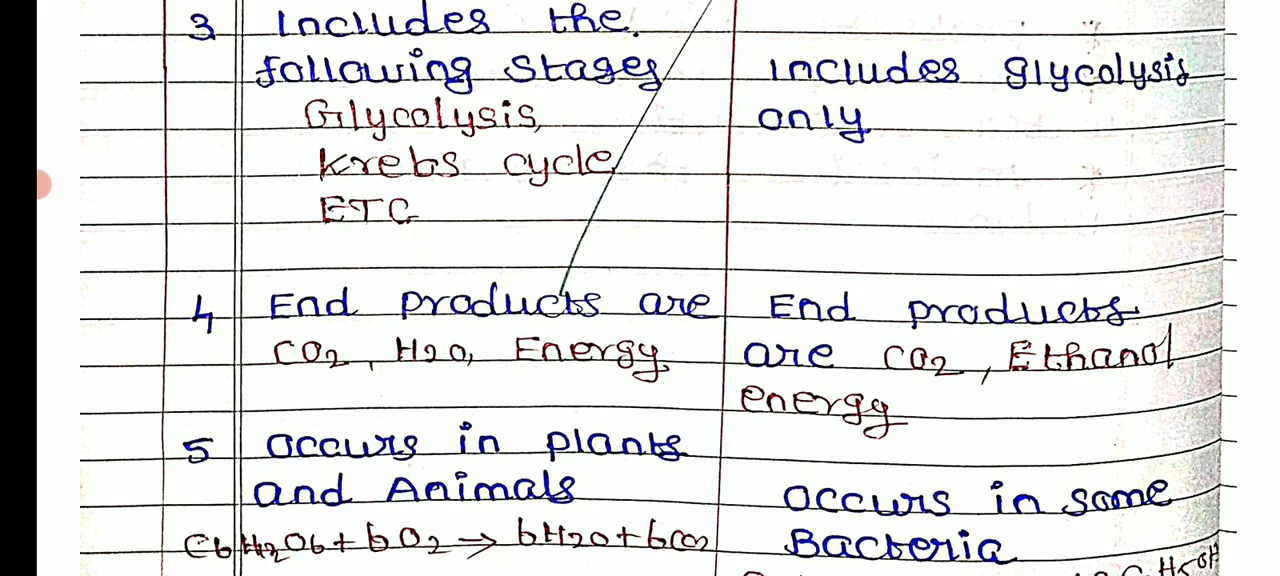 3 Includes the
following stages
Glycolysis,
Krebs cycle,
ETC
Includes glycolysis
only
4 End products are
CO2, H2O, Energy
End products
are CO2, Ethanol
energy
5 occurs in plants
and Animals
C6H2O6 + 6O2 → 6H2O + 6CO2
occurs in some
Bacteria